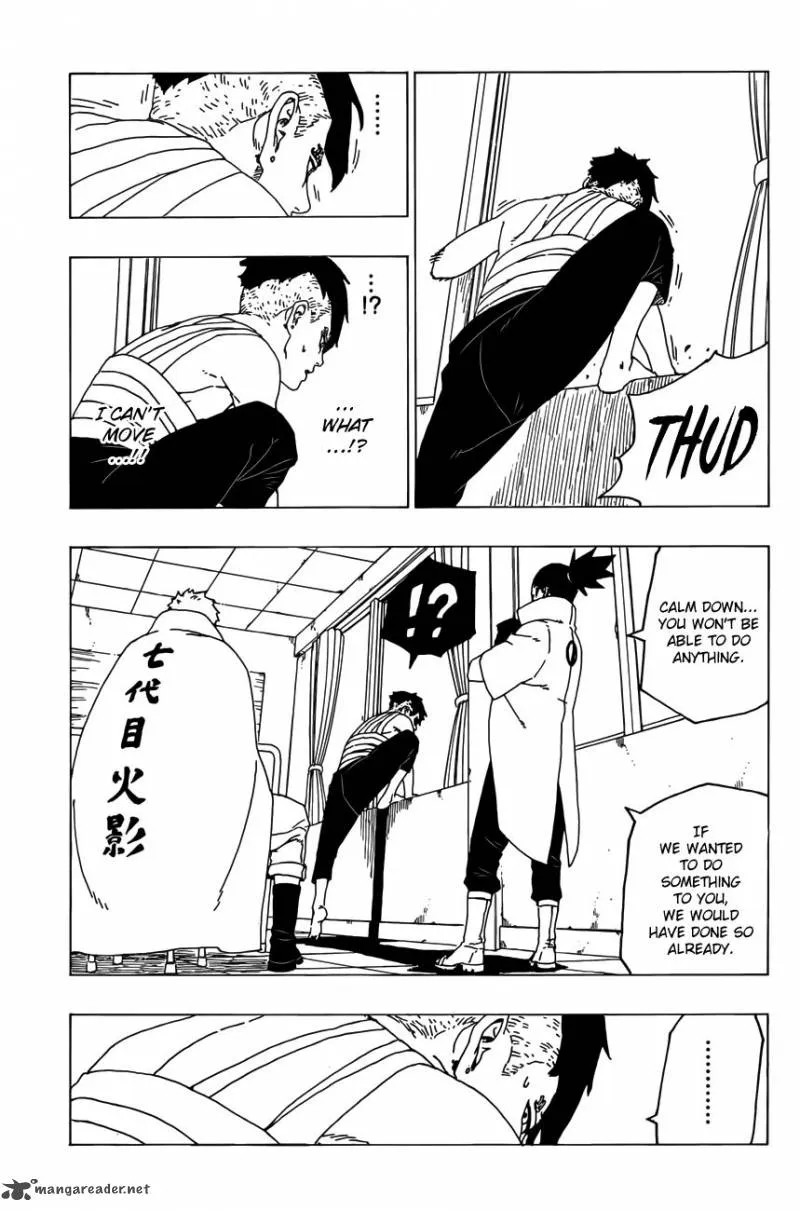 THUD
......
...
!?
...
WHAT
...!?
I CAN'T
MOVE
...!!
CALM DOWN...
YOU WON'T BE
ABLE TO DO
ANYTHING.
!?
七代目火影
IF
WE WANTED
TO DO
SOMETHING
TO YOU,
WE WOULD
HAVE DONE SO
ALREADY.
........
mangareader.net